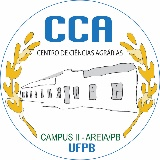 CCA
CENTRO DE CIÊNCIAS AGRÁRIAS
CAMPUS II - AREIA/PB
UFPB